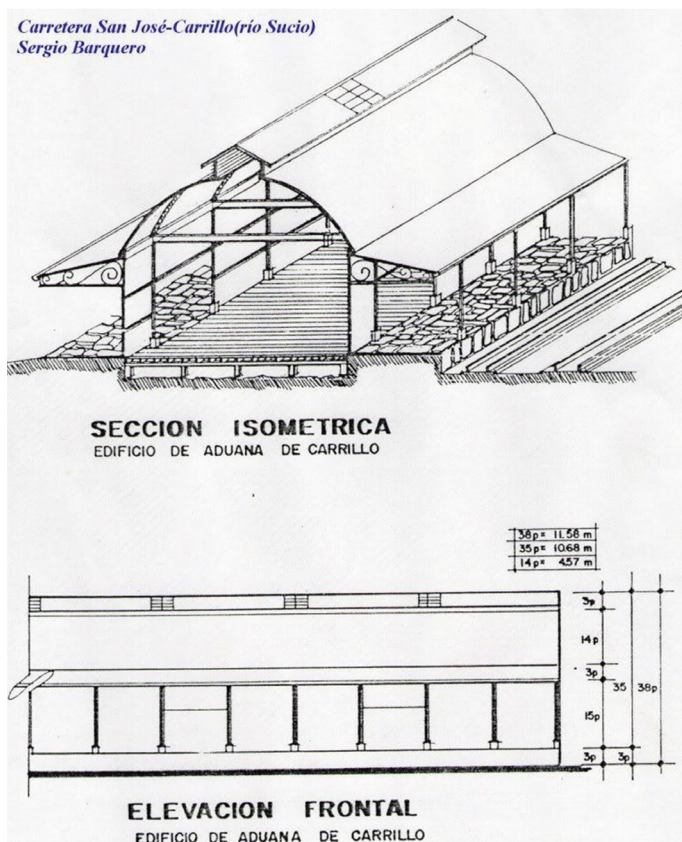 Carretera San José-Carrillo(río Sucio)
Sergio Barquero
SECCION ISOMETRICA
EDIFICIO DE ADUANA DE CARRILLO
38p= 11.58 m
35p= 10.68 m
14p= 4.57 m
3p
14p
3p
35
38p
15p
3p
3p
ELEVACION FRONTAL
EDIFICIO DE ADUANA DE CARRILLO